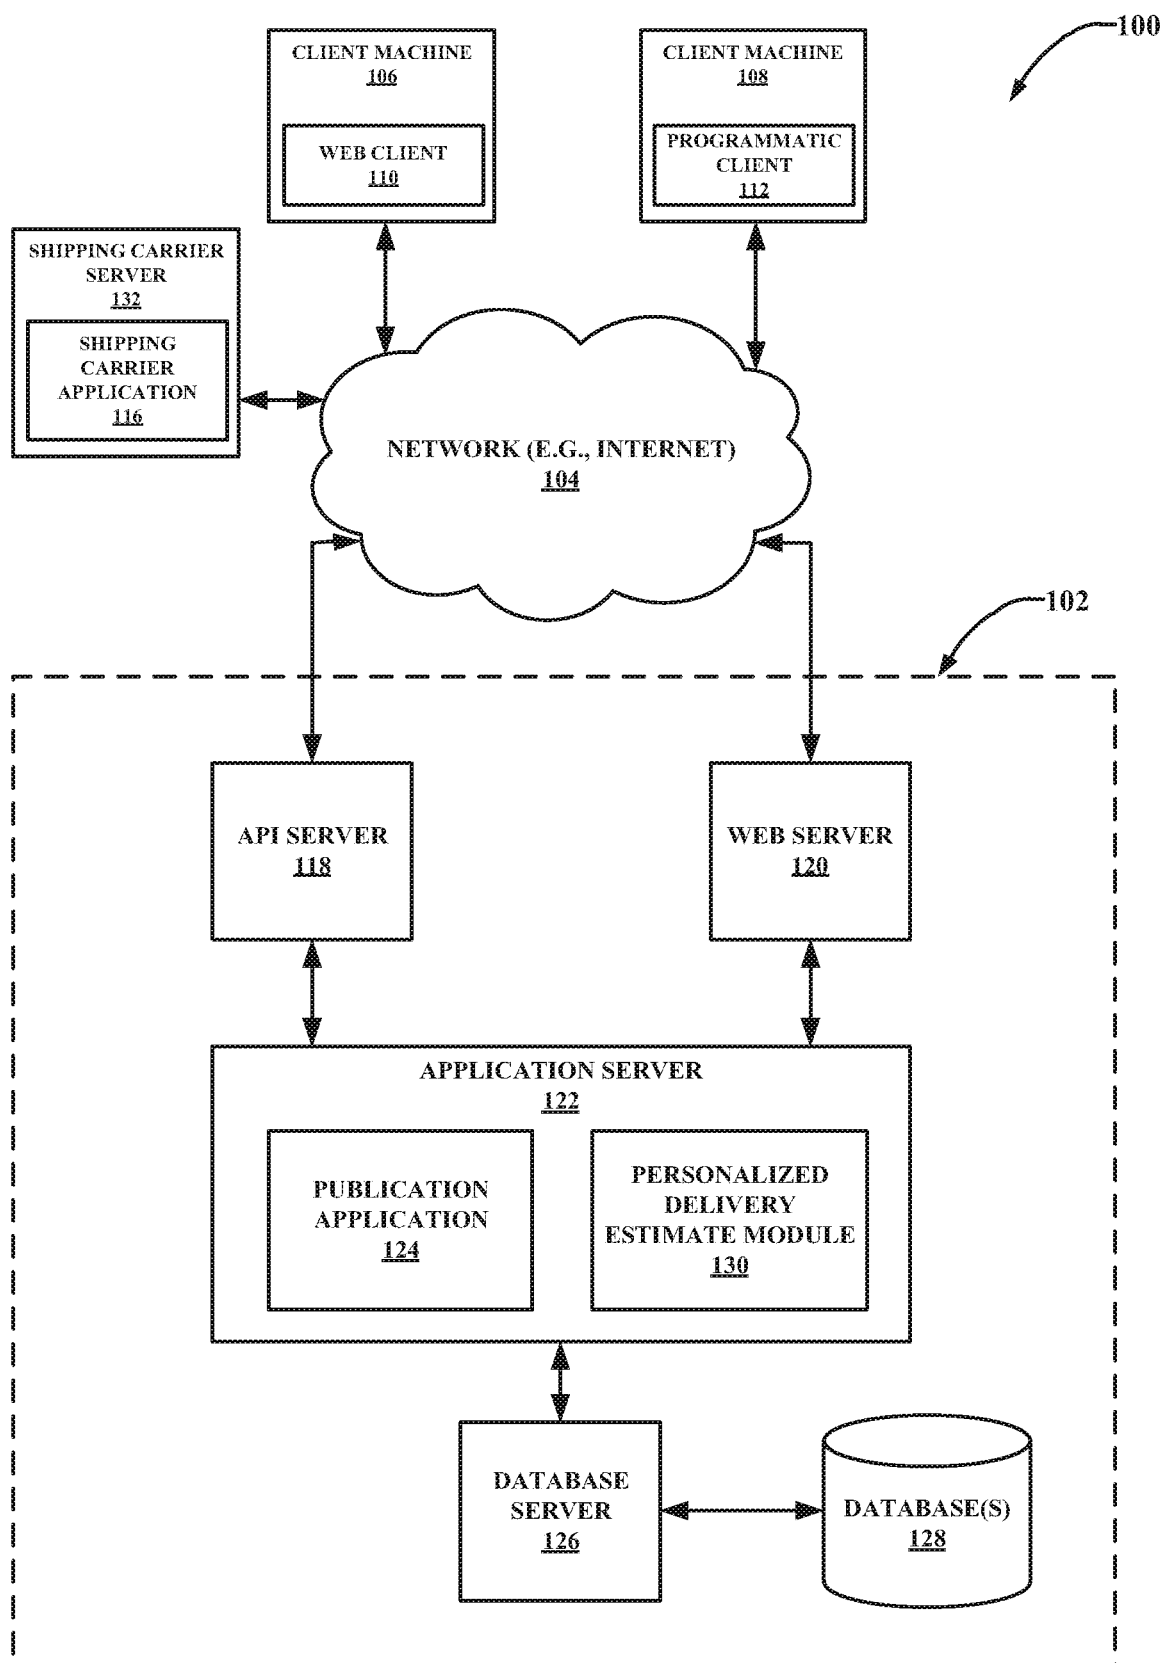 100
CLIENT MACHINE
106
WEB CLIENT
110
CLIENT MACHINE
108
PROGRAMMATIC
CLIENT
112
SHIPPING CARRIER
SERVER
132
SHIPPING
CARRIER
APPLICATION
116
NETWORK (E.G., INTERNET)
104
102
API SERVER
118
WEB SERVER
120
APPLICATION SERVER
122
PUBLICATION
APPLICATION
124
PERSONALIZED
DELIVERY
ESTIMATE MODULE
130
DATABASE
SERVER
126
DATABASE(S)
128